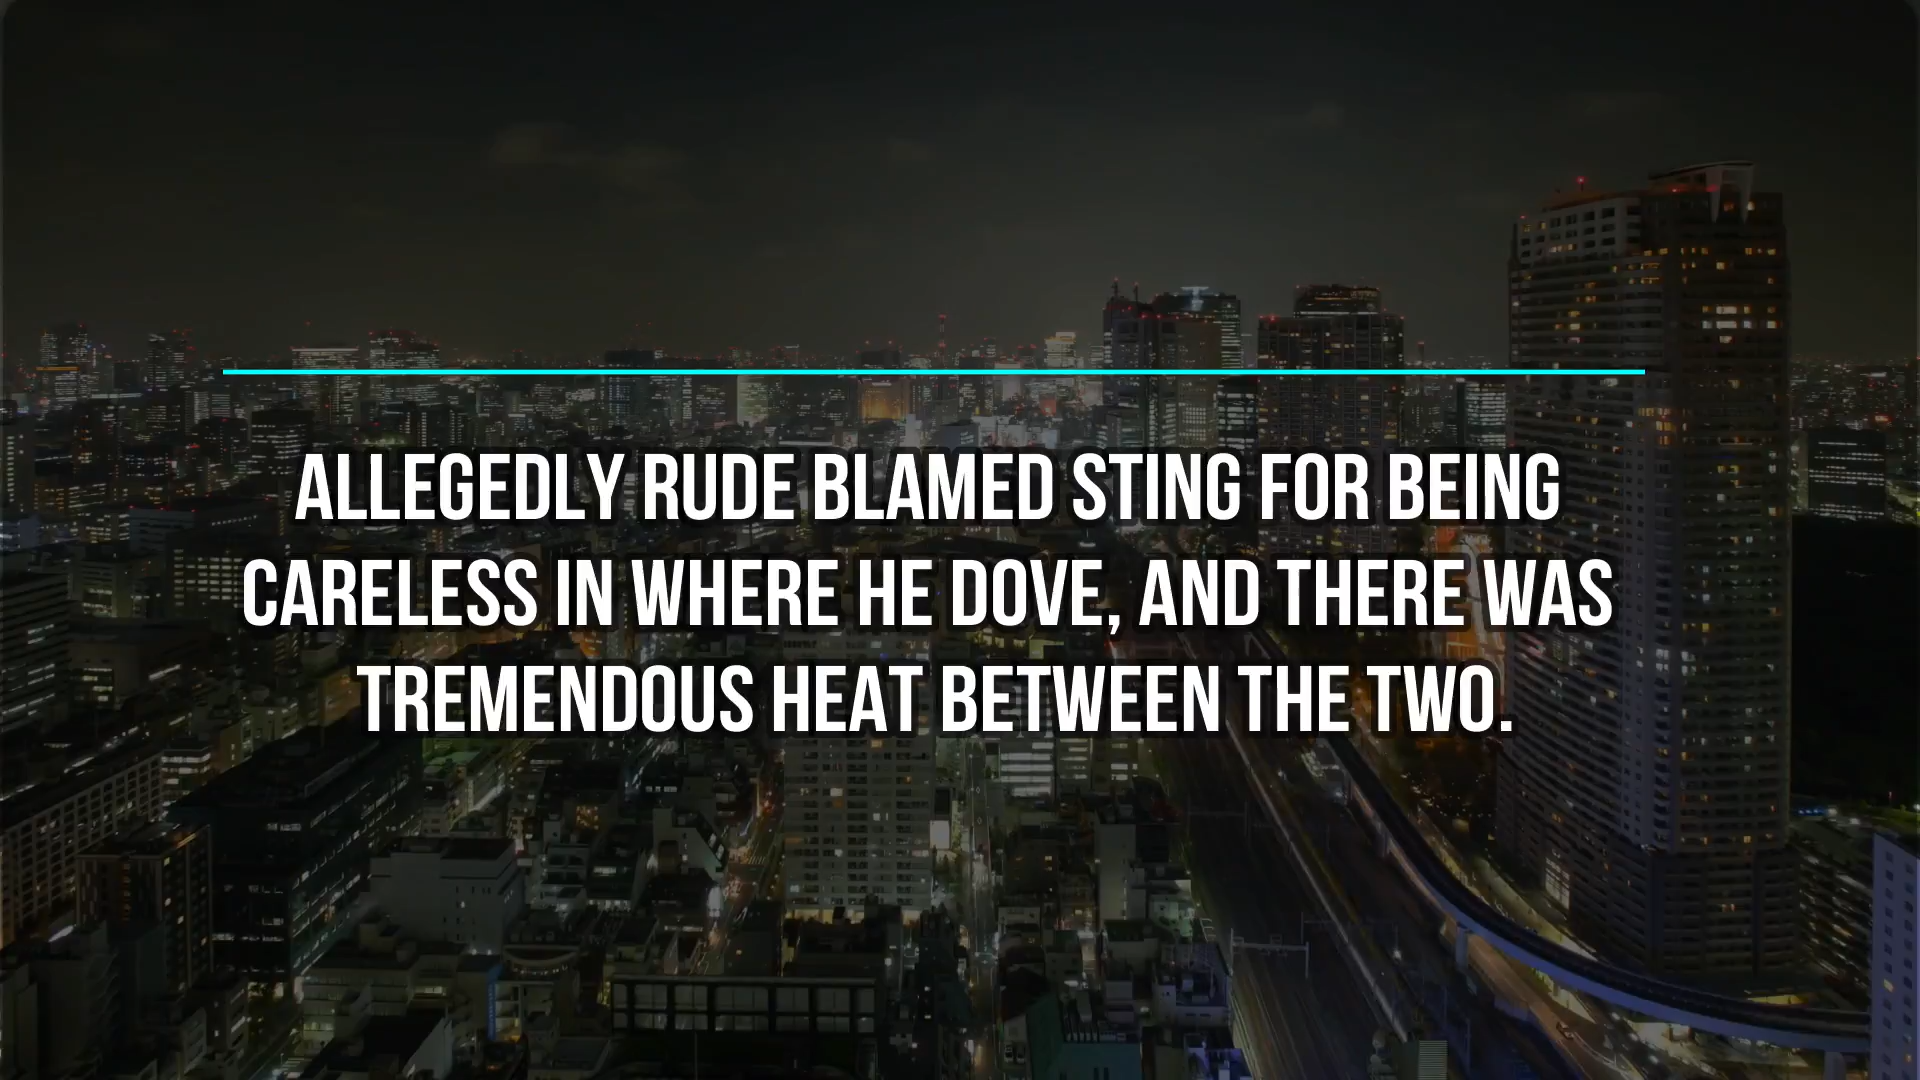 ALLEGEDLY RUDE BLAMED STING FOR BEING
CARELESS IN WHERE HE DOVE, AND THERE WAS
TREMENDOUS HEAT BETWEEN THE TWO.